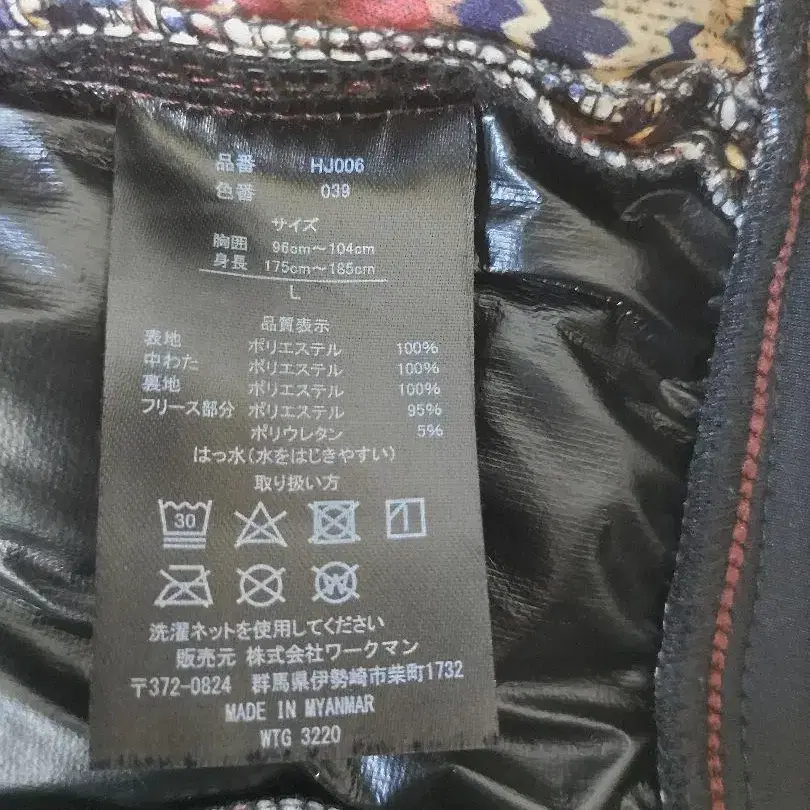 品番 HJ006
色番 039
サイズ
胸囲 96cm～104cm
身長 175cm～185cm
L
品質表示
表地 ポリエステル 100%
中わた ポリエステル 100%
裏地 ポリエステル 100%
フリース部分 ポリエステル 95%
ポリウレタン 5%
はっ水(水をはじきやすい)
取り扱い方
30
W
洗濯ネットを使用してください
販売元 株式会社ワークマン
〒372-0824 群馬県伊勢崎市柴町1732
MADE IN MYANMAR
WTG 3220